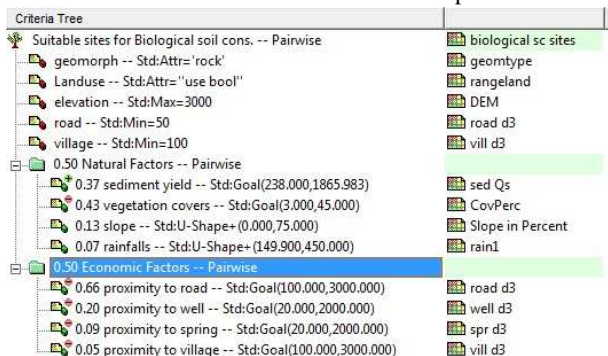 Criteria Tree
Suitable sites for Biological soil cons. -- Pairwise biological sc sites
geomorph -- Std:Attr='rock' geomtype
Landuse -- Std:Attr=''use bool'' rangeland
elevation -- Std:Max=3000 DEM
road -- Std:Min=50 road d3
village -- Std:Min=100 vill d3
0.50 Natural Factors -- Pairwise
0.37 sediment yield -- Std:Goal(238.000,1865.983) sed Qs
0.43 vegetation covers -- Std:Goal(3.000,45.000) CovPerc
0.13 slope -- Std:U-Shape+(0.000,75.000) Slope in Percent
0.07 rainfalls -- Std:U-Shape+(149.900,450.000) rain1
0.50 Economic Factors -- Pairwise
0.66 proximity to road -- Std:Goal(100.000,3000.000) road d3
0.20 proximity to well -- Std:Goal(20.000,2000.000) well d3
0.09 proximity to spring -- Std:Goal(20.000,2000.000) spr d3
0.05 proximity to village -- Std:Goal(100.000,3000.000) vill d3